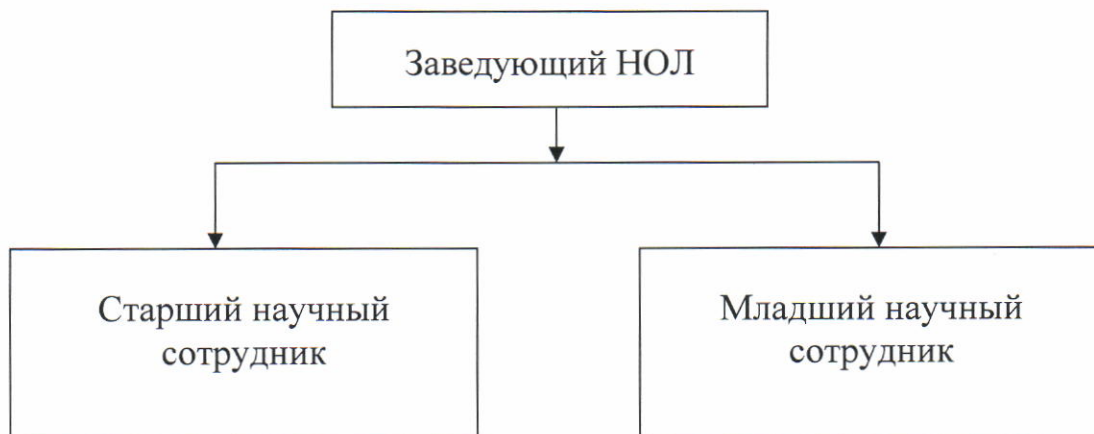 Заведующий НОЛ
Старший научный
сотрудник
Младший научный
сотрудник